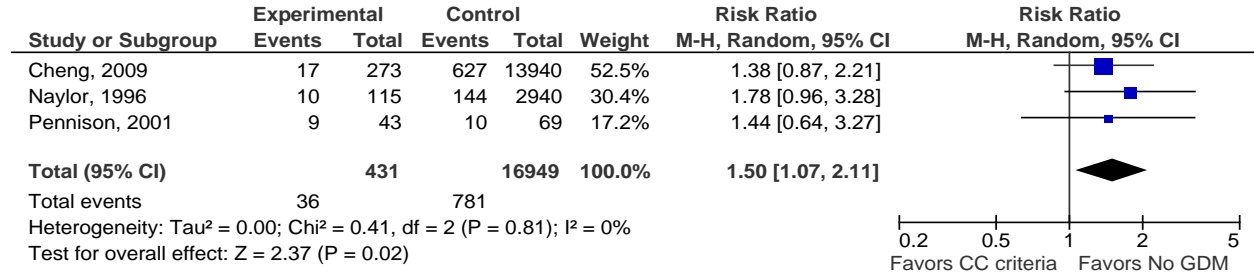 Experimental Control Risk Ratio Risk Ratio
Study or Subgroup Events Total Events Total Weight M-H, Random, 95% CI M-H, Random, 95% CI
Cheng, 2009 17 273 627 13940 52.5% 1.38 [0.87, 2.21]
Naylor, 1996 10 115 144 2940 30.4% 1.78 [0.96, 3.28]
Pennison, 2001 9 43 10 69 17.2% 1.44 [0.64, 3.27]
Total (95% CI) 431 16949 100.0% 1.50 [1.07, 2.11]
Total events 36 781
Heterogeneity: Tau² = 0.00; Chi² = 0.41, df = 2 (P = 0.81); I² = 0%
Test for overall effect: Z = 2.37 (P = 0.02)
0.2 0.5 1 2 5
Favors CC criteria Favors No GDM